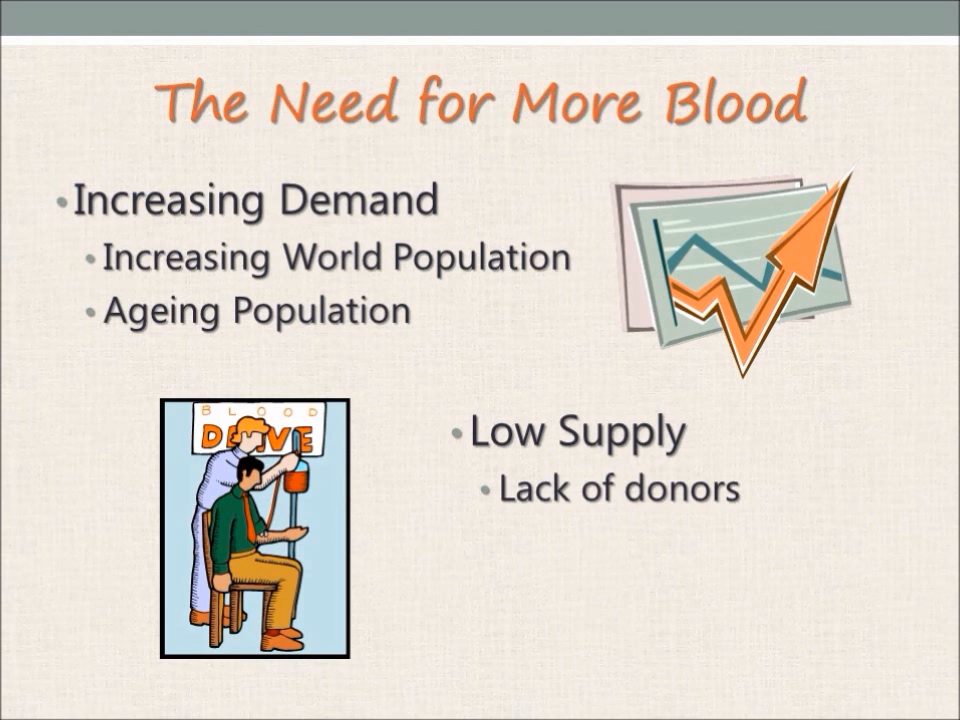 The Need for More Blood
•Increasing Demand
•Increasing World Population
•Ageing Population
BLOOD
DRIVE
•Low Supply
•Lack of donors